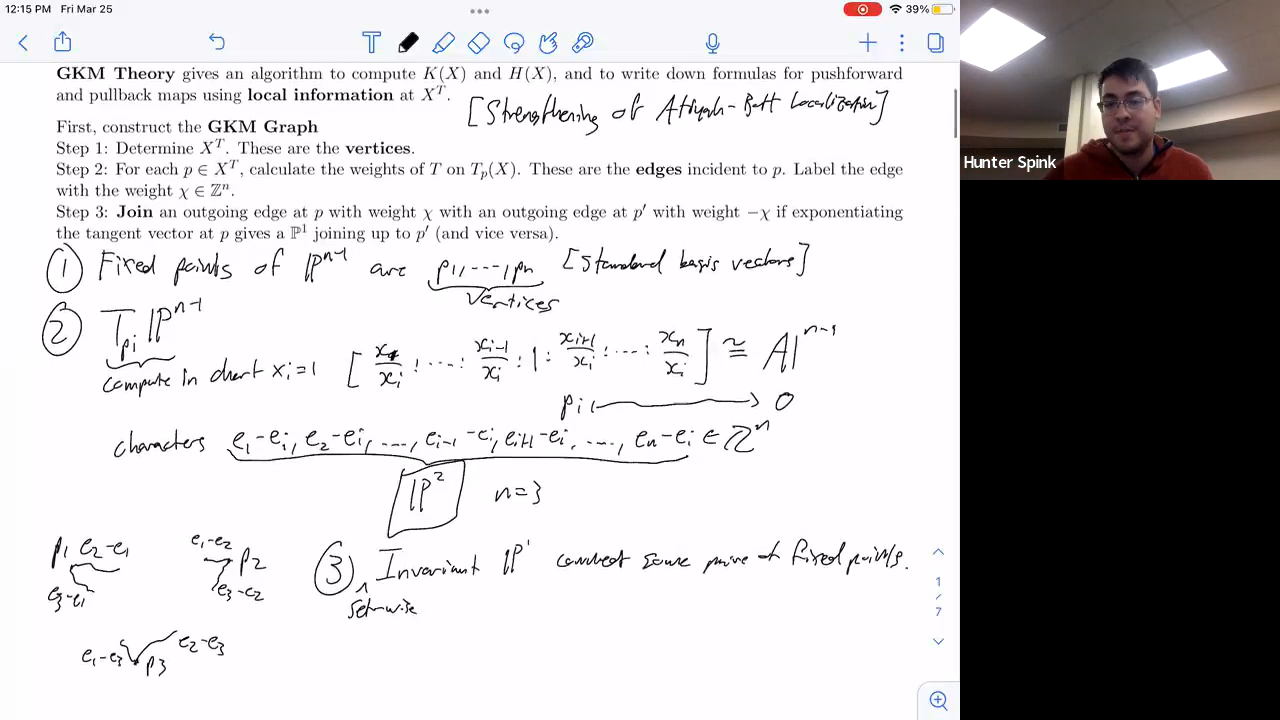 12:15 PM Fri Mar 25
39%
GKM Theory gives an algorithm to compute K(X) and H(X), and to write down formulas for pushforward
and pullback maps using local information at X^T.
[Strengthening of Atiyah-Bott Localization]
First, construct the GKM Graph
Step 1: Determine X^T. These are the vertices.
Step 2: For each p ∈ X^T, calculate the weights of T on T_p(X). These are the edges incident to p. Label the edge
with the weight χ ∈ ℤ^n.
Step 3: Join an outgoing edge at p with weight χ with an outgoing edge at p′ with weight −χ if exponentiating
the tangent vector at p gives a ℙ^1 joining up to p′ (and vice versa).
① Fixed points of ℙ^{n-1} are p_1, ..., p_n [Standard basis vectors]
Vertices
② T_{p_i} ℙ^{n-1}
compute in chart x_i=1 [x_1/x_i : ... : x_{i-1}/x_i : 1 : x_{i+1}/x_i : ... : x_n/x_i] ≅ 𝔸^{n-1}
p_i ⟼ 0
characters e_1-e_i, e_2-e_i, ..., e_{i-1}-e_i, e_{i+1}-e_i, ..., e_n-e_i ∈ ℤ^n
ℙ^2 n=3
p_1 e_2-e_1
e_3-e_1
e_1-e_2 p_2
e_3-e_2
③ Invariant ℙ^1 connect some pair of fixed points.
set-wise
e_1-e_3 p_3 e_2-e_3
Hunter Spink
1
/
7